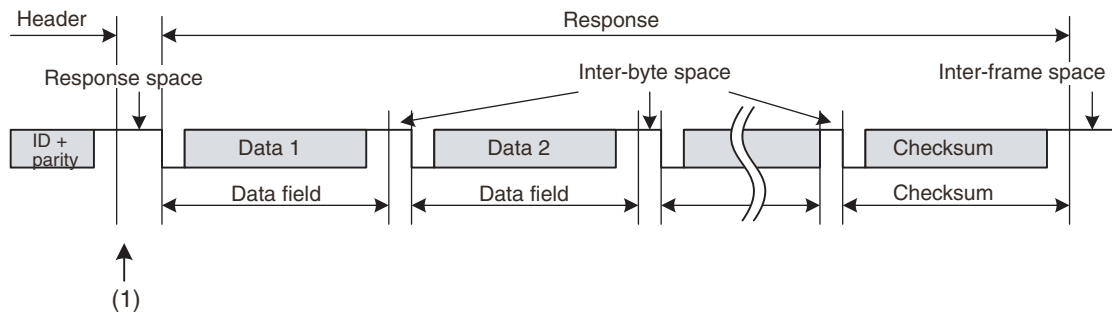 Header
Response
Response space
Inter-byte space
Inter-frame space
ID +
parity
Data 1
Data 2
Checksum
Data field
Data field
Checksum
(1)